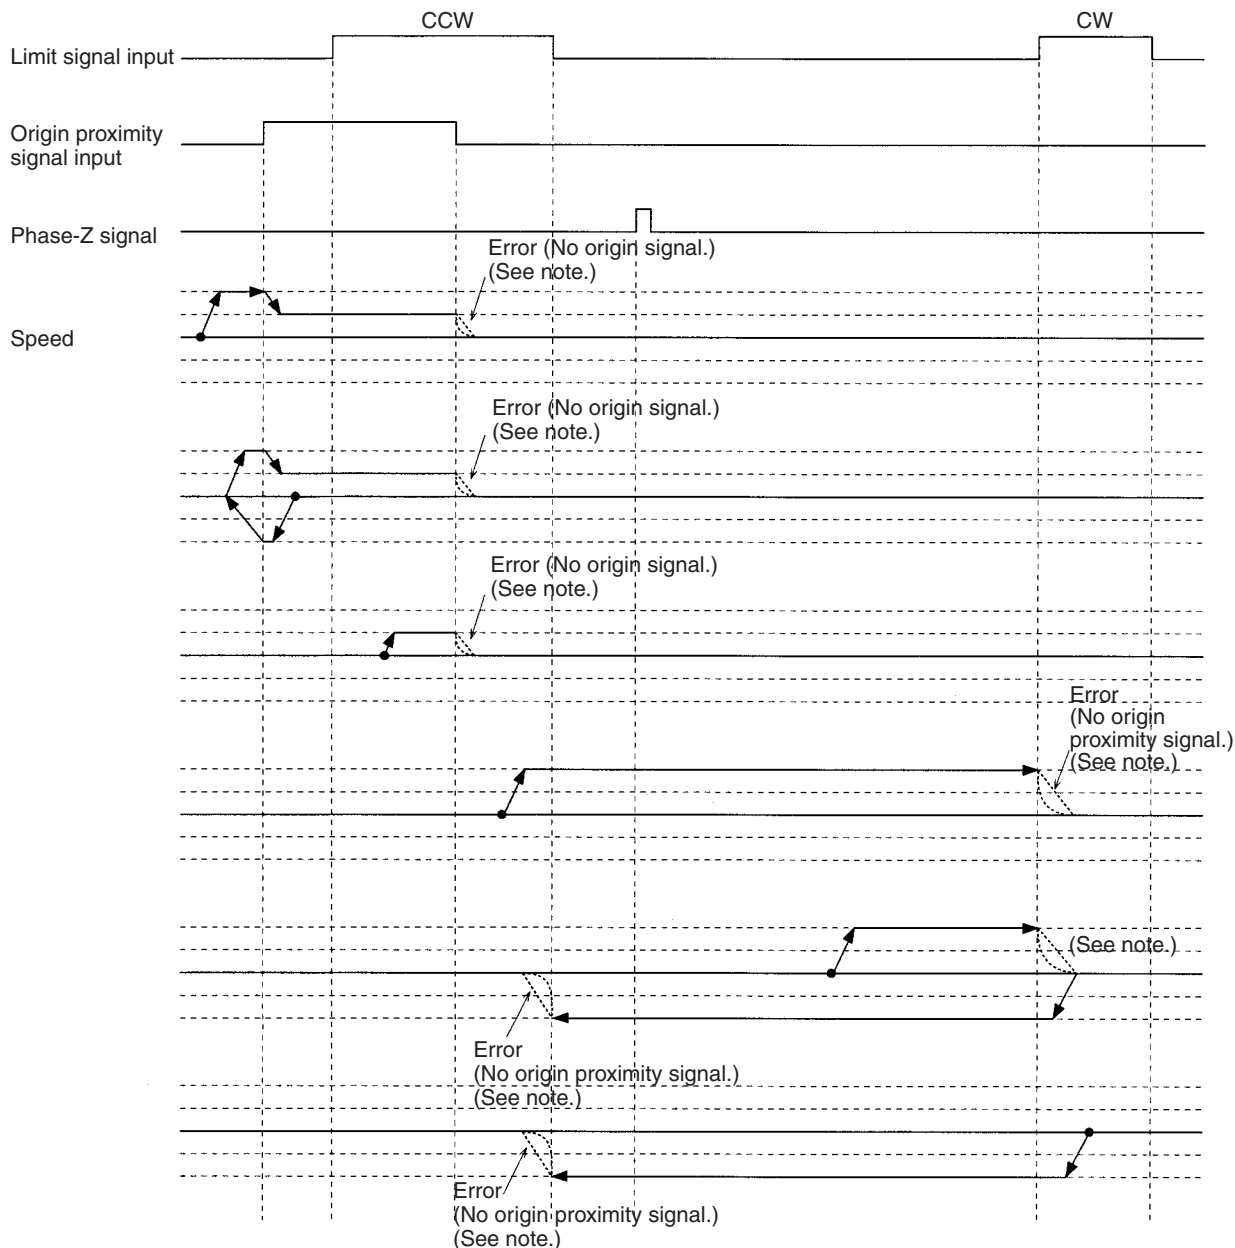 CCW
CW
Limit signal input
Origin proximity
signal input
Phase-Z signal
Error (No origin signal.)
(See note.)
Speed
Error (No origin signal.)
(See note.)
Error (No origin signal.)
(See note.)
Error
(No origin
proximity signal.)
(See note.)
(See note.)
Error
(No origin proximity signal.)
(See note.)
Error
(No origin proximity signal.)
(See note.)